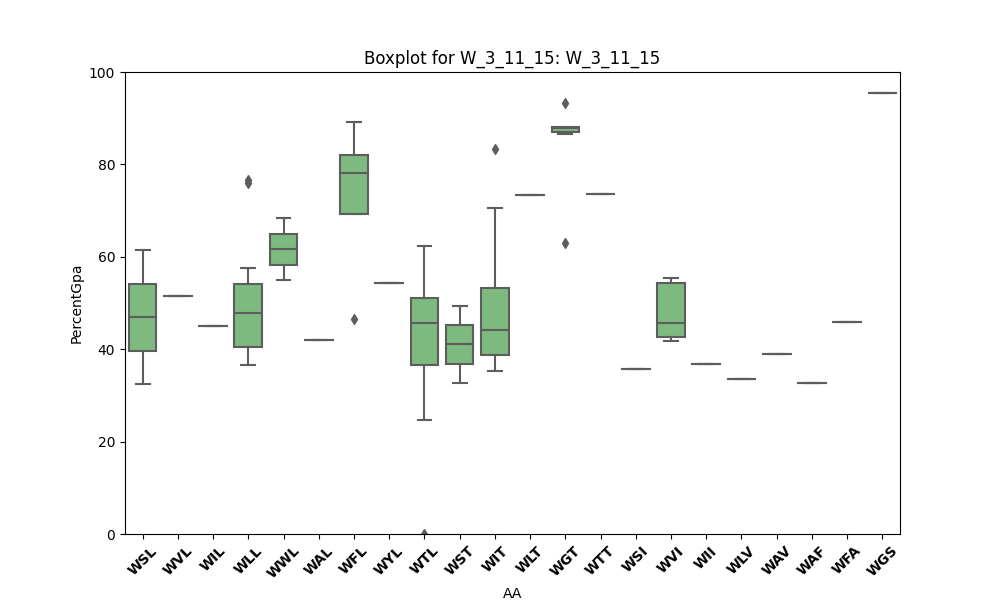 Boxplot for W_3_11_15: W_3_11_15
100
80
60
40
20
0
PercentGpa
WSL WVL WIL WLL WWL WAL WFL WYL WTL WST WIT WLT WGT WTT WSI WVI WII WLV WAV WAF WFA WGS
AA